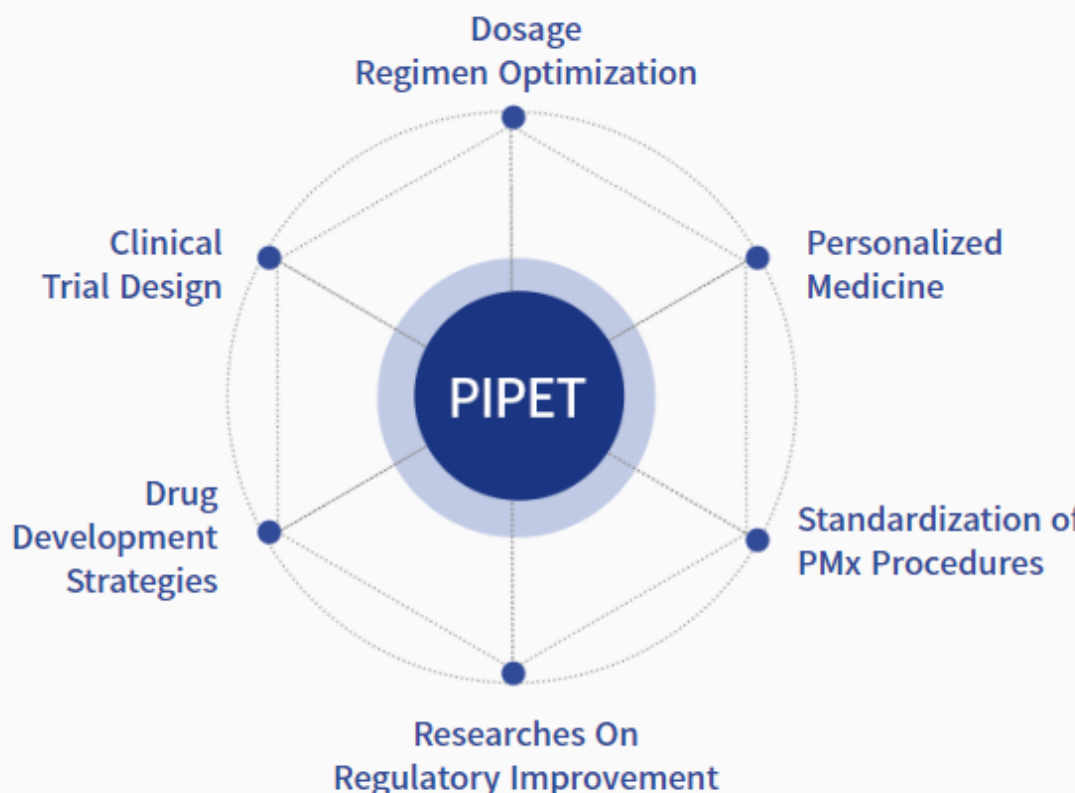 Dosage
Regimen Optimization
Clinical
Trial Design
Personalized
Medicine
PIPET
Drug
Development
Strategies
Standardization of
PMx Procedures
Researches On
Regulatory Improvement